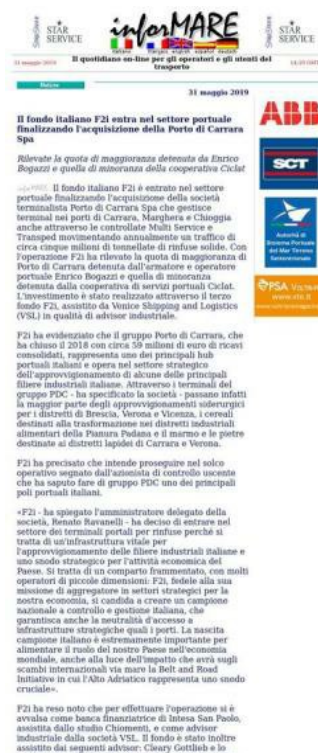 STAR
SERVICE
inforMARE
STAR
SERVICE
31 maggio 2019
Il quotidiano on-line per gli operatori e gli utenti del
trasporto
31 maggio 2019
Il fondo italiano F2i entra nel settore portuale
finalizzando l'acquisizione della Porto di Carrara
Spa
Rilevate la quota di maggioranza detenuta da Enrico
Bogazzi e quella di minoranza della cooperativa Ciclat
Il fondo italiano F2i è entrato nel settore
portuale finalizzando l'acquisizione della società
terminalista Porto di Carrara Spa che gestisce
terminal nei porti di Carrara, Marghera e Chioggia
anche attraverso le controllate Multi Service e
Transped movimentando annualmente un traffico di
circa cinque milioni di tonnellate di rinfuse solide. Con
l'operazione F2i ha rilevato la quota di maggioranza di
Porto di Carrara detenuta dall'armatore e operatore
portuale Enrico Bogazzi e quella di minoranza
detenuta dalla cooperativa di servizi portuali Ciclat.
L'investimento è stato realizzato attraverso il terzo
fondo F2i, assistito da Venice Shipping and Logistics
(VSL) in qualità di advisor industriale.
F2i ha evidenziato che il gruppo Porto di Carrara, che
ha chiuso il 2018 con circa 59 milioni di euro di ricavi
consolidati, rappresenta uno dei principali hub
portuali italiani e opera nel settore strategico
dell'approvvigionamento di alcune delle principali
filiere industriali italiane. Attraverso i terminali del
gruppo PDC - ha specificato la società - passano infatti
la maggior parte degli approvvigionamenti siderurgici
per i distretti di Brescia, Verona e Vicenza, i cereali
destinati alla trasformazione nei distretti industriali
alimentari della Pianura Padana e il marmo e le pietre
destinate ai distretti lapidei di Carrara e Verona.
F2i ha precisato che intende proseguire nel solco
operativo segnato dall'azionista di controllo uscente
che ha saputo fare di gruppo PDC uno dei principali
poli portuali italiani.
«F2i - ha spiegato l'amministratore delegato della
società, Renato Ravanelli - ha deciso di entrare nel
settore dei terminali portali per rinfuse perché si
tratta di un'infrastruttura vitale per
l'approvvigionamento delle filiere industriali italiane e
uno snodo strategico per l'attività economica del
Paese. Si tratta di un comparto frammentato, con molti
operatori di piccole dimensioni: F2i, fedele alla sua
missione di aggregatore in settori strategici per la
nostra economia, si candida a creare un campione
nazionale a controllo e gestione italiana, che
garantisca anche la neutralità d'accesso a
infrastrutture strategiche quali i porti. La nascita
campione italiano è estremamente importante per
alimentare il ruolo del nostro Paese nell'economia
mondiale, anche alla luce dell'impatto che avrà sugli
scambi internazionali via mare la Belt and Road
Initiative in cui l'Alto Adriatico rappresenta uno snodo
cruciale».
F2i ha reso noto che per effettuare l'operazione si è
avvalsa come banca finanziatrice di Intesa San Paolo,
assistita dallo studio Chiomenti, e come advisor
industriale dalla società VSL. Il fondo è stato inoltre
assistito dai seguenti advisor: Cleary Gottlieb e lo
ABB
SCT
Autorità di
Sistema Portuale
del Mar Tirreno
Settentrionale
PSA